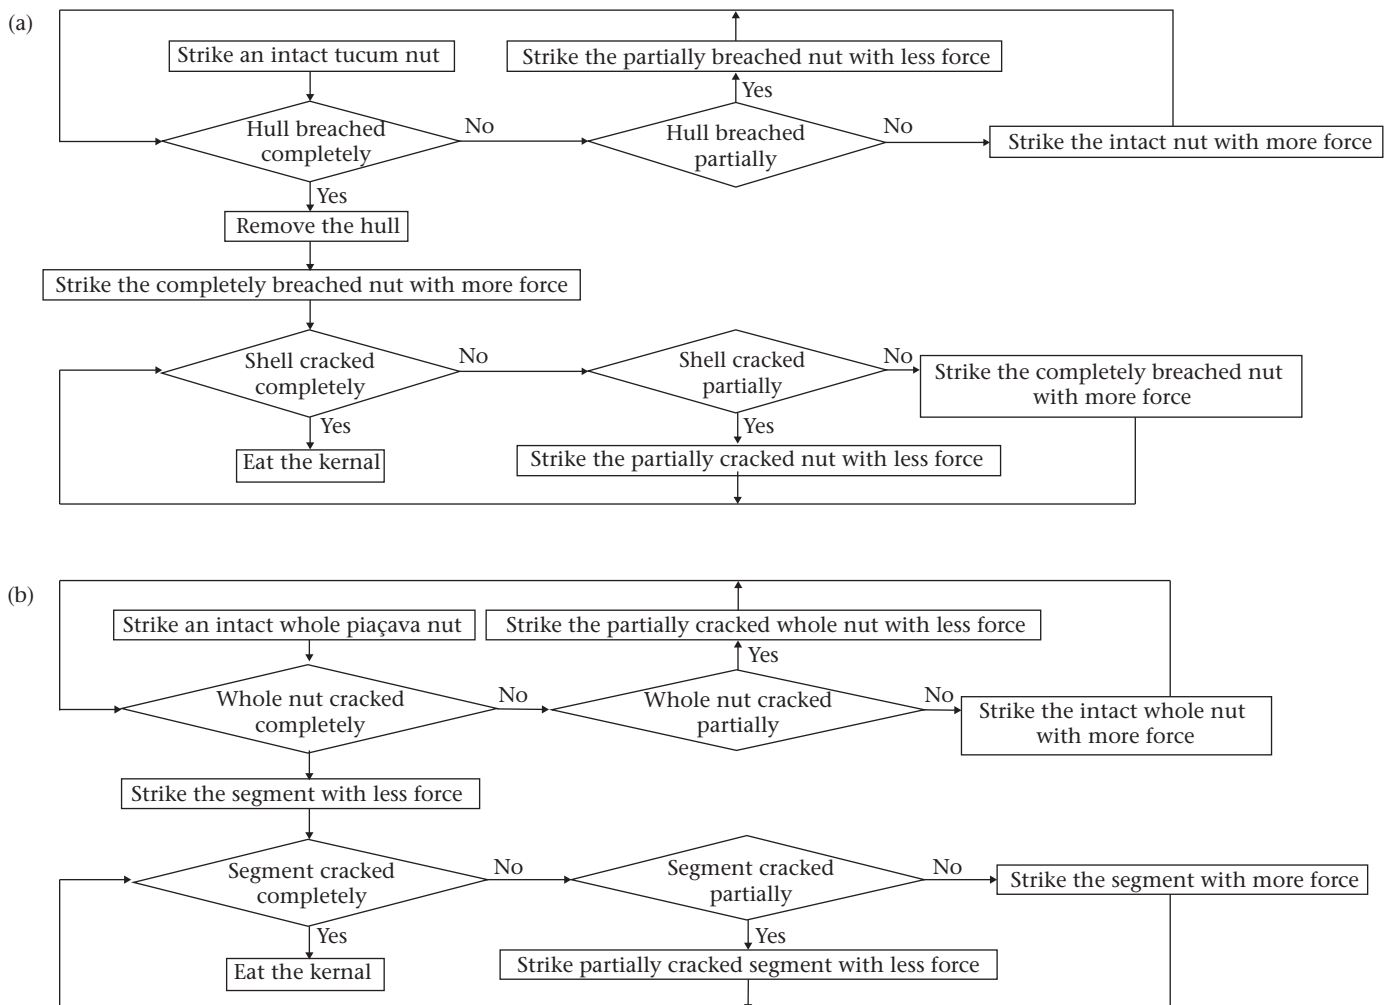 (a)
Strike an intact tucum nut
Strike the partially breached nut with less force
Yes
Hull breached
completely
No
Hull breached
partially
No
Strike the intact nut with more force
Yes
Remove the hull
Strike the completely breached nut with more force
Shell cracked
completely
No
Shell cracked
partially
No
Strike the completely breached nut
with more force
Yes
Yes
Eat the kernal
Strike the partially cracked nut with less force
(b)
Strike an intact whole piaçava nut
Strike the partially cracked whole nut with less force
Yes
Whole nut cracked
completely
No
Whole nut cracked
partially
No
Strike the intact whole nut
with more force
Strike the segment with less force
Segment cracked
completely
No
Segment cracked
partially
No
Strike the segment with more force
Yes
Yes
Eat the kernal
Strike partially cracked segment with less force